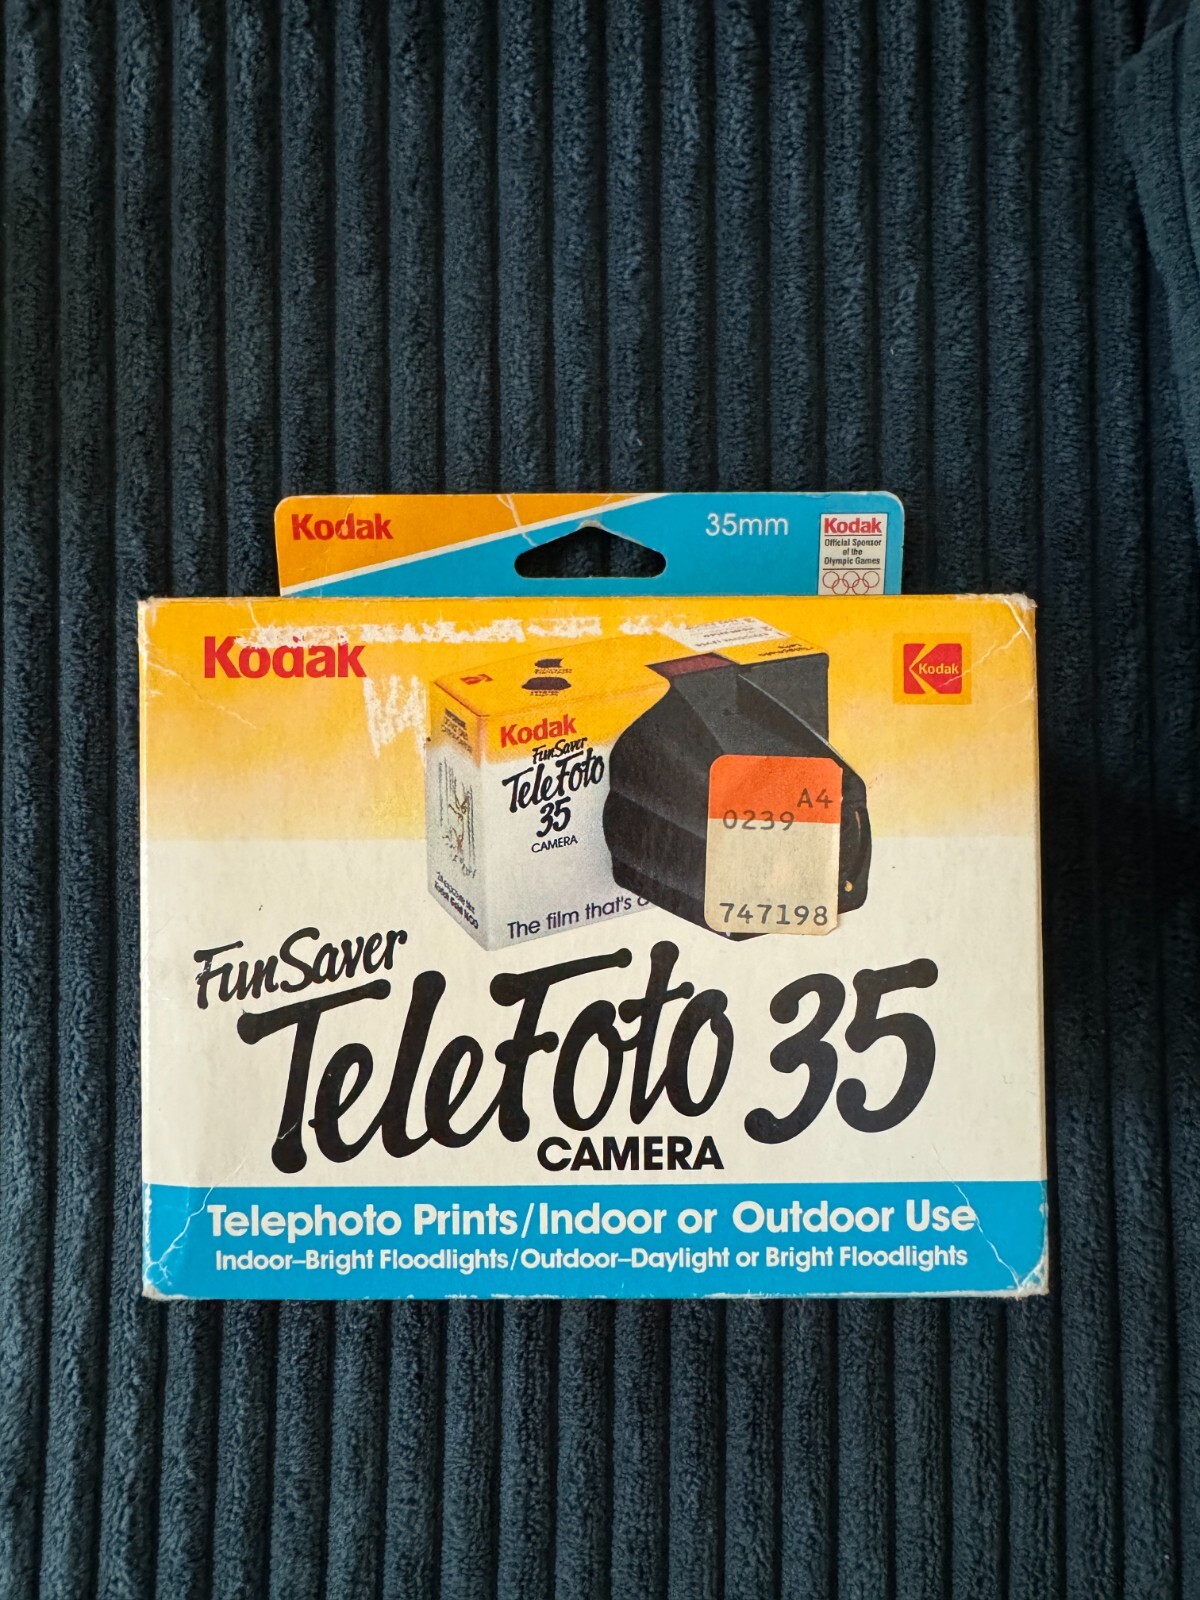 Kodak
35mm
Kodak
Official Sponsor
of the
Olympic Games
Kodak
Kodak
Kodak
FunSaver
TeleFoto
35
CAMERA
The film that's a
A4
0239
747198
FunSaver
TeleFoto 35
CAMERA
Telephoto Prints/Indoor or Outdoor Use
Indoor–Bright Floodlights/Outdoor–Daylight or Bright Floodlights